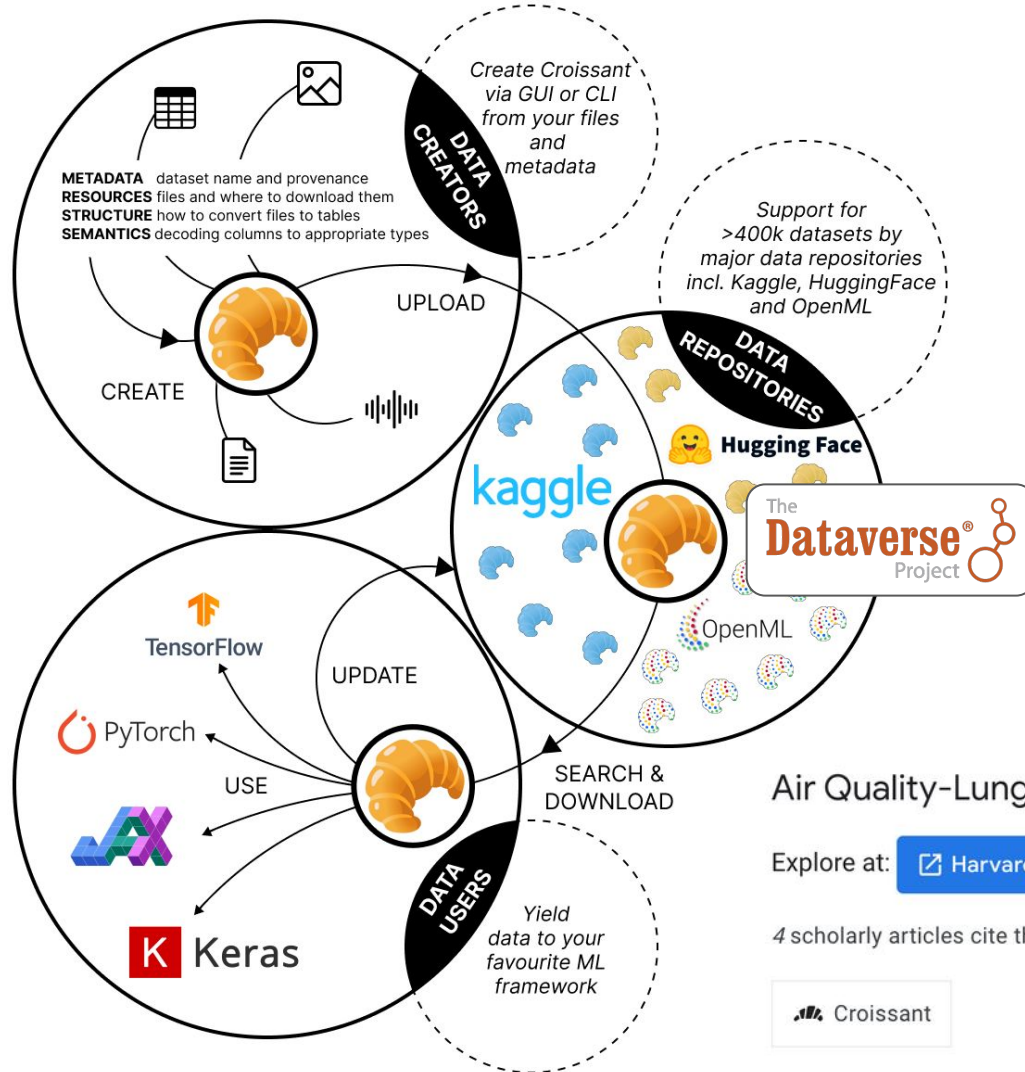 Create Croissant
via GUI or CLI
from your files
and
metadata
DATA
CREATORS
METADATA dataset name and provenance
RESOURCES files and where to download them
STRUCTURE how to convert files to tables
SEMANTICS decoding columns to appropriate types
UPLOAD
CREATE
Support for
>400k datasets by
major data repositories
incl. Kaggle, HuggingFace
and OpenML
DATA
REPOSITORIES
Hugging Face
kaggle
The
Dataverse®
Project
OpenML
TensorFlow
UPDATE
PyTorch
USE
JAX
K Keras
SEARCH &
DOWNLOAD
DATA
USERS
Yield
data to your
favourite ML
framework
Air Quality-Lung
Explore at:
Harvard
4 scholarly articles cite th
Croissant